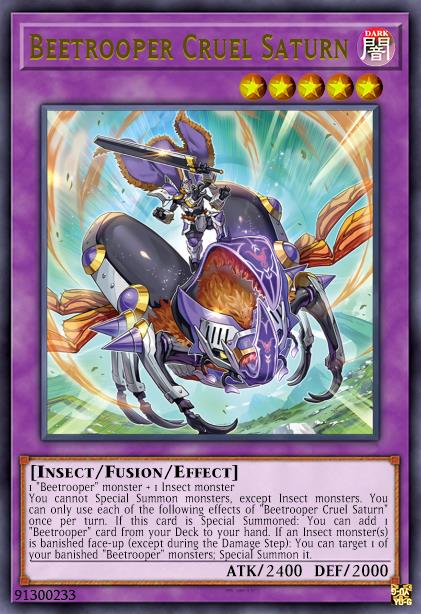 Beetrooper Cruel Saturn
DARK
闇
[Insect/Fusion/Effect]
1 "Beetrooper" monster + 1 Insect monster
You cannot Special Summon monsters, except Insect monsters. You
can only use each of the following effects of "Beetrooper Cruel Saturn"
once per turn. If this card is Special Summoned: You can add 1
"Beetrooper" card from your Deck to your hand. If an Insect monster(s)
is banished face-up (except during the Damage Step): You can target 1 of
your banished "Beetrooper" monsters; Special Summon it.
ATK/2400 DEF/2000
91300233